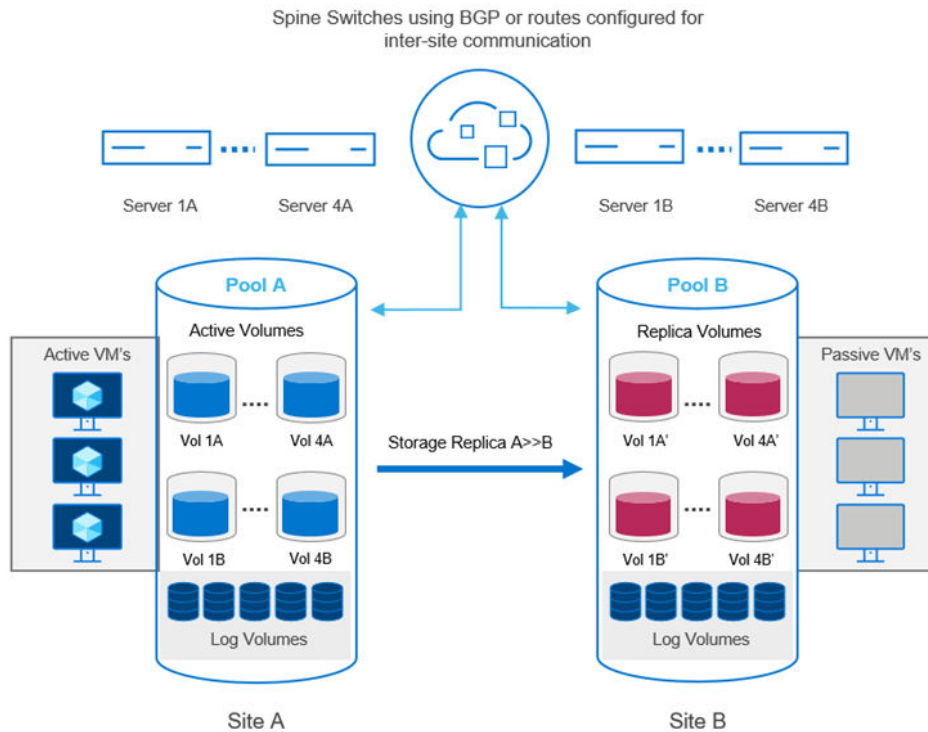 Spine Switches using BGP or routes configured for
inter-site communication
Server 1A
Server 4A
Server 1B
Server 4B
Pool A
Pool B
Active Volumes
Replica Volumes
Active VM's
Passive VM's
Vol 1A
Vol 4A
Vol 1A'
Vol 4A'
Storage Replica A>>B
Vol 1B
Vol 4B
Vol 1B'
Vol 4B'
Log Volumes
Log Volumes
Site A
Site B